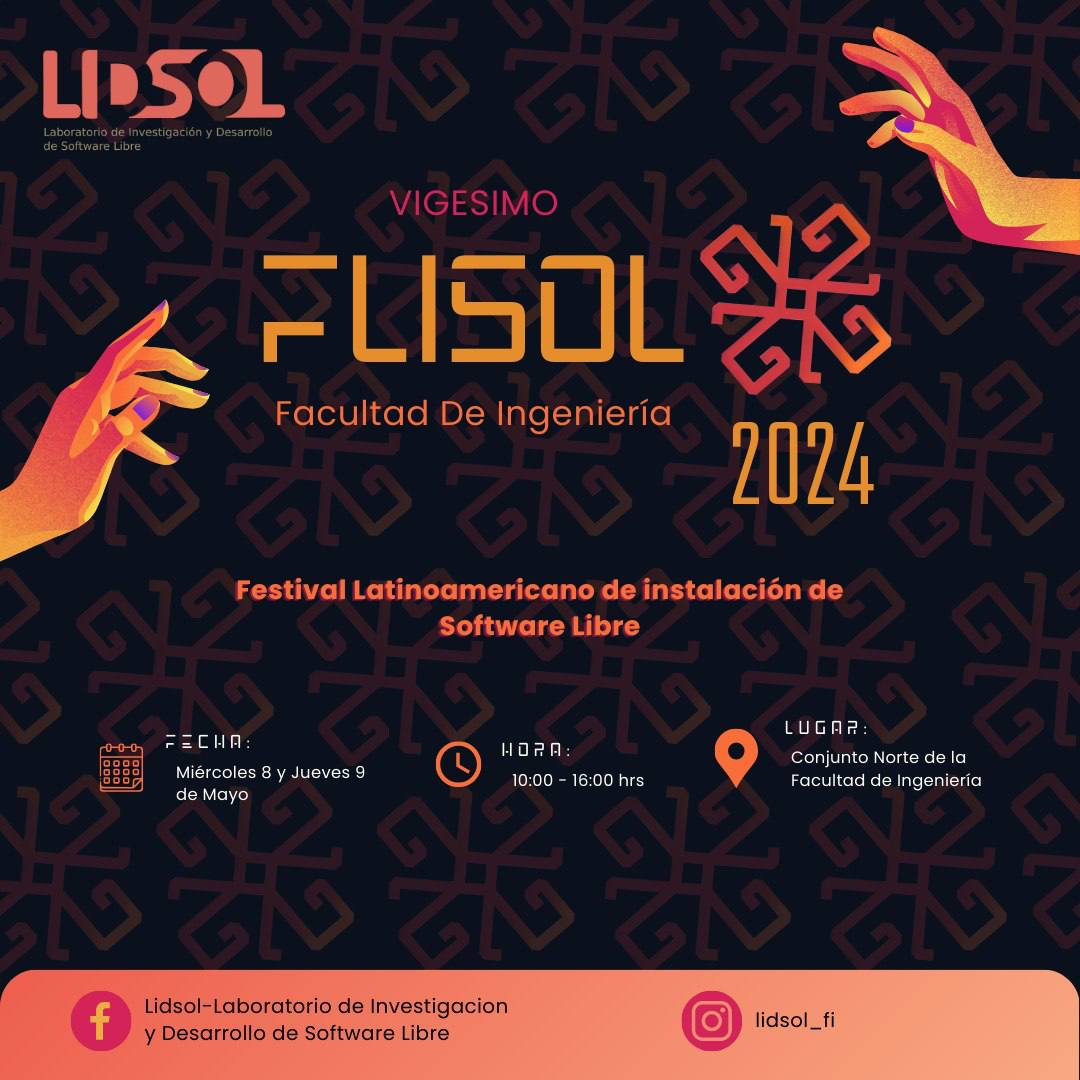 LIDSOL
Laboratorio de Investigación y Desarrollo
de Software Libre
VIGESIMO
FLISOL
Facultad De Ingeniería
2024
Festival Latinoamericano de instalación de
Software Libre
FECHA:
Miércoles 8 y Jueves 9
de Mayo
HORA:
10:00 - 16:00 hrs
LUGAR:
Conjunto Norte de la
Facultad de Ingeniería
Lidsol-Laboratorio de Investigacion
y Desarrollo de Software Libre
lidsol_fi